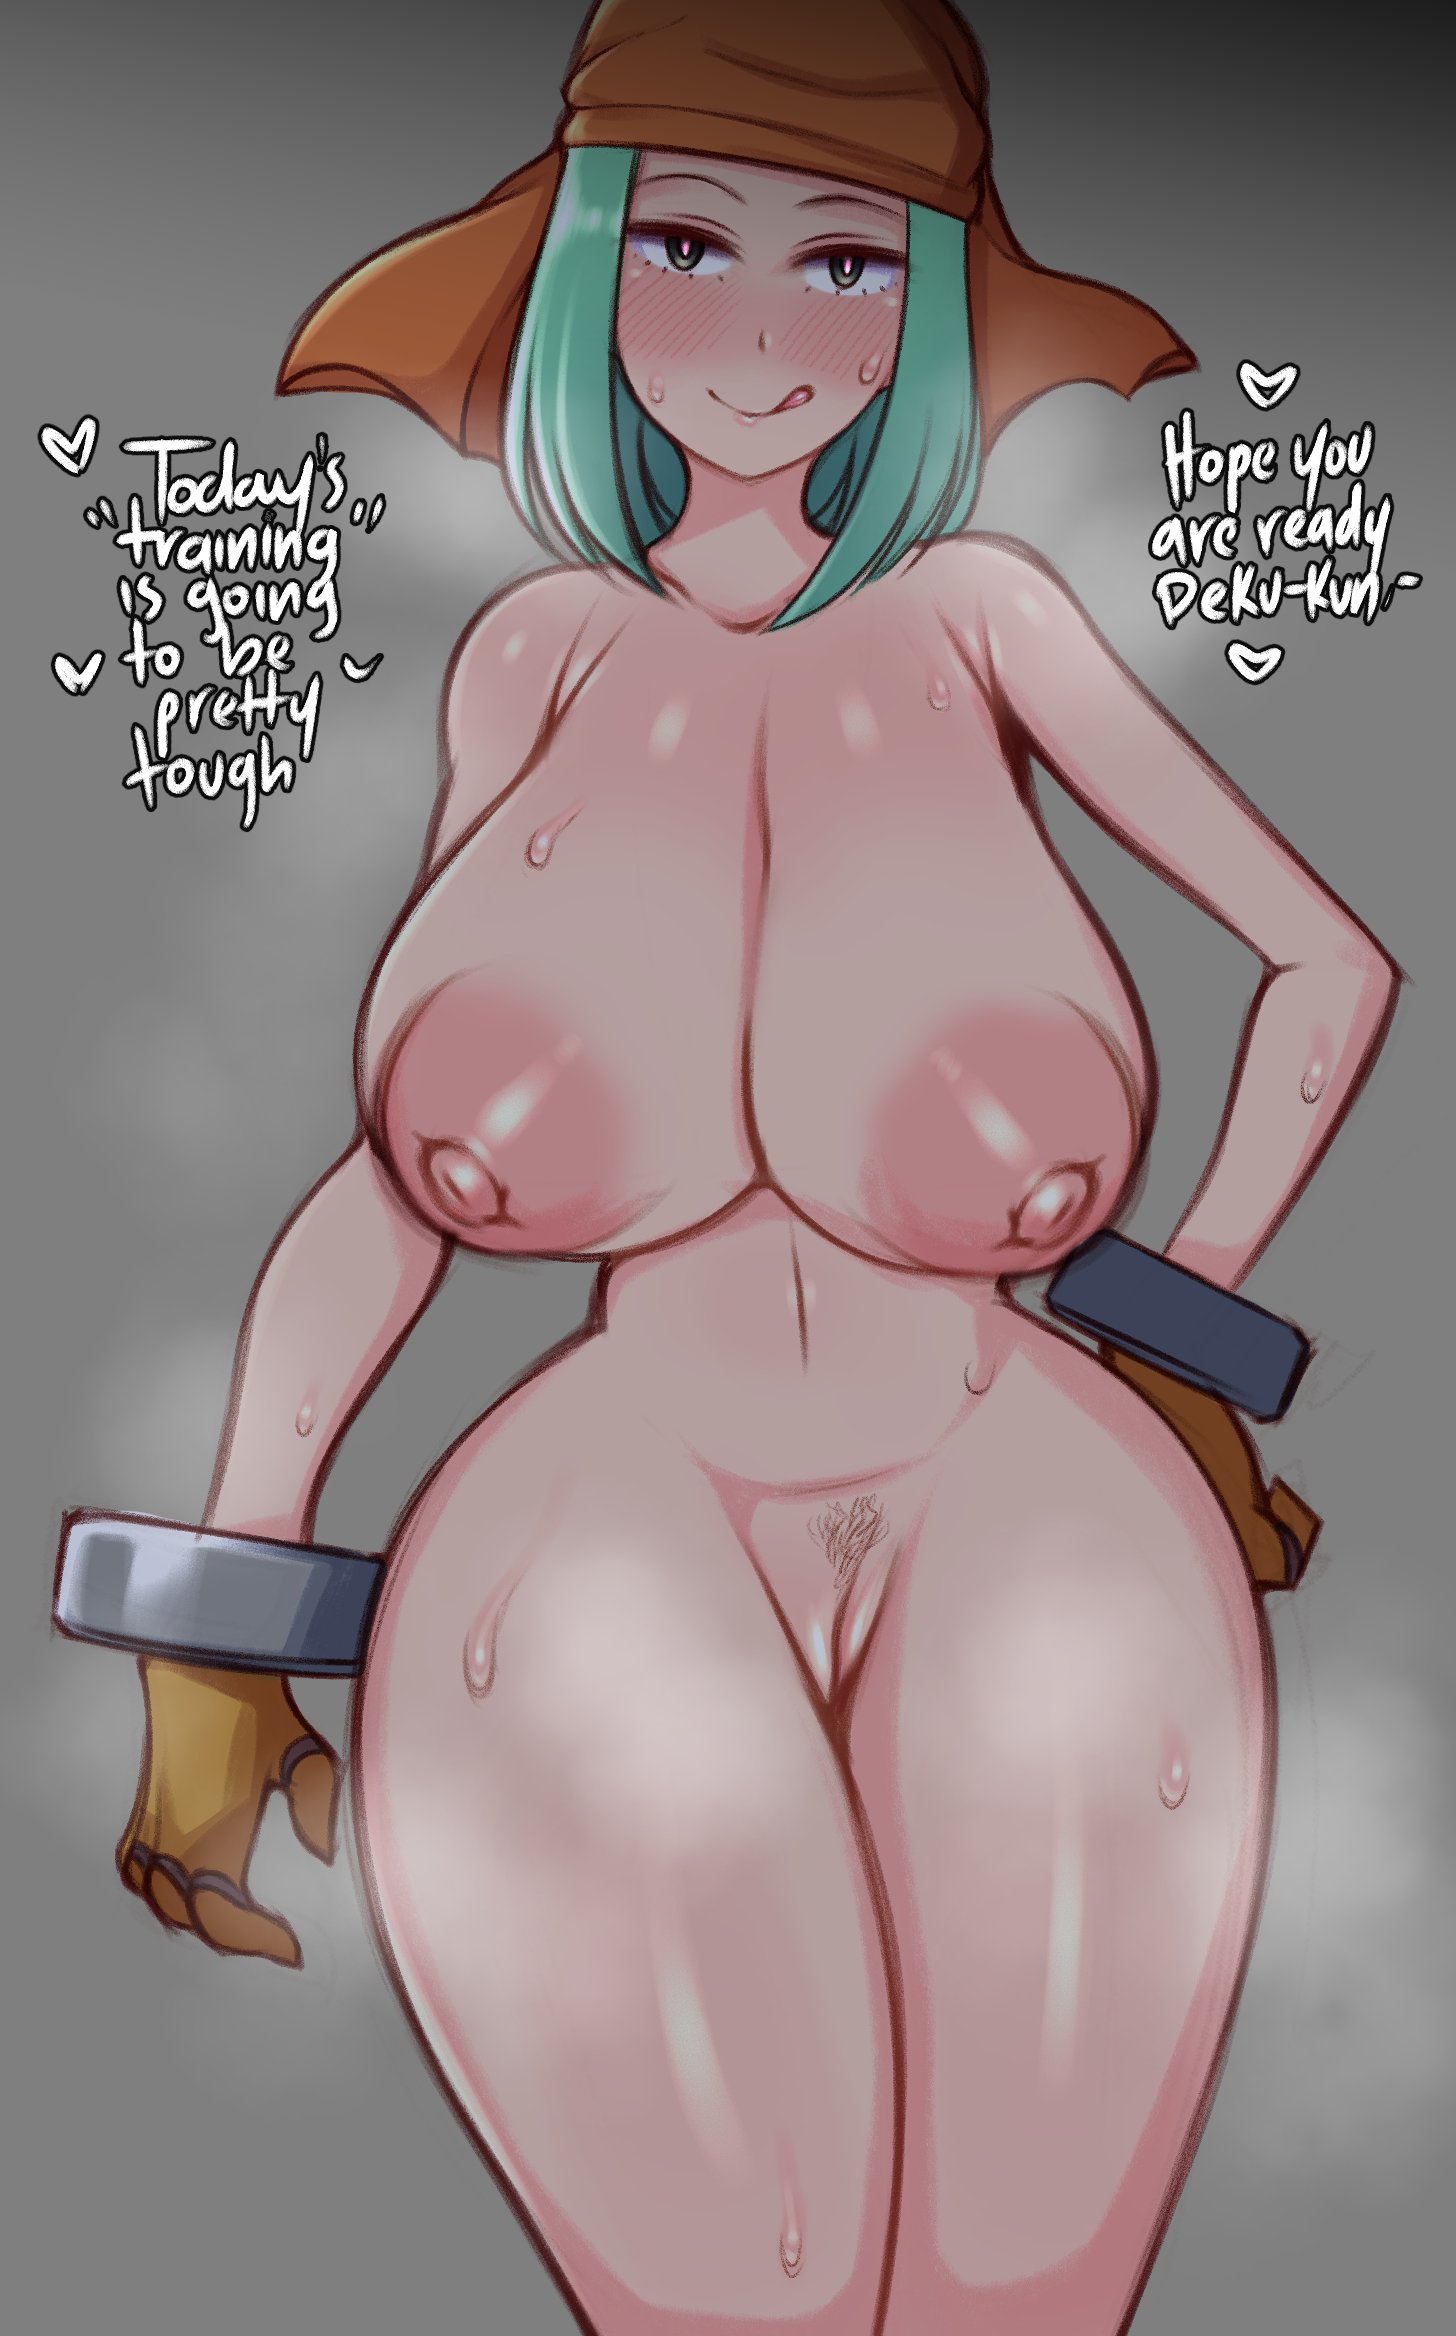 Today's
"training"
is going
to be
pretty
tough
Hope you
are ready
Deku-Kun~